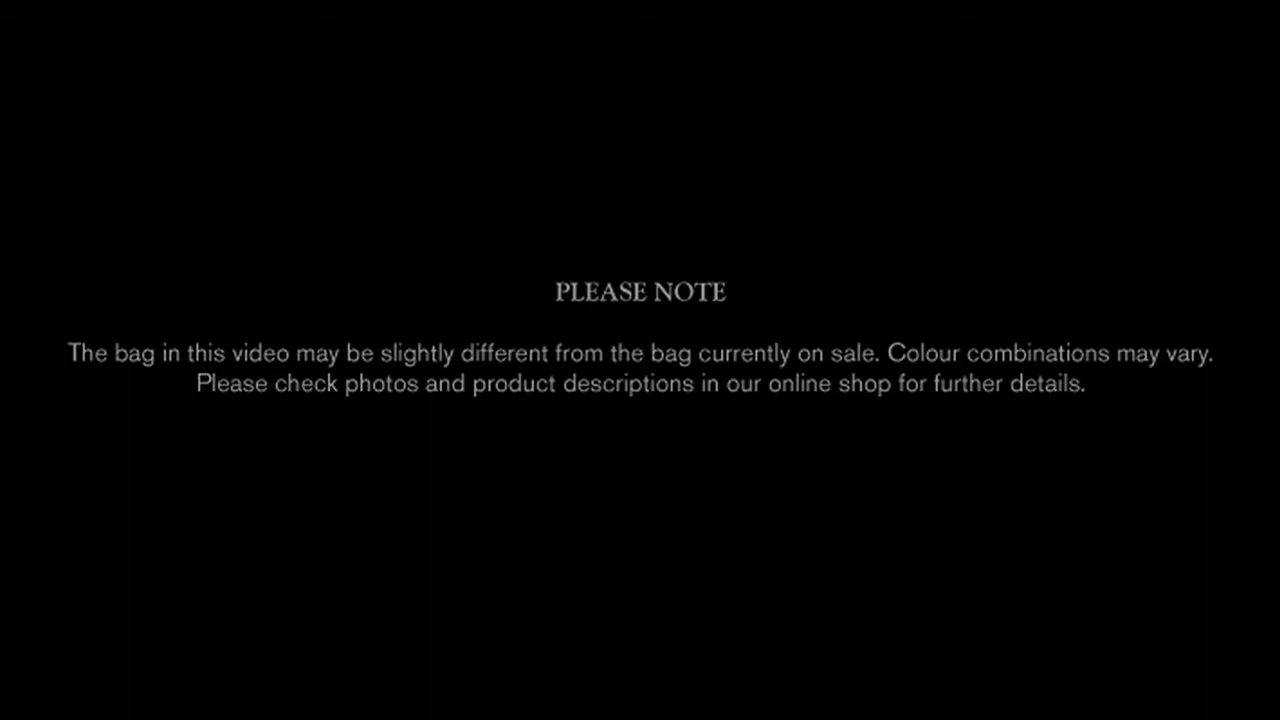 PLEASE NOTE
The bag in this video may be slightly different from the bag currently on sale. Colour combinations may vary.
Please check photos and product descriptions in our online shop for further details.